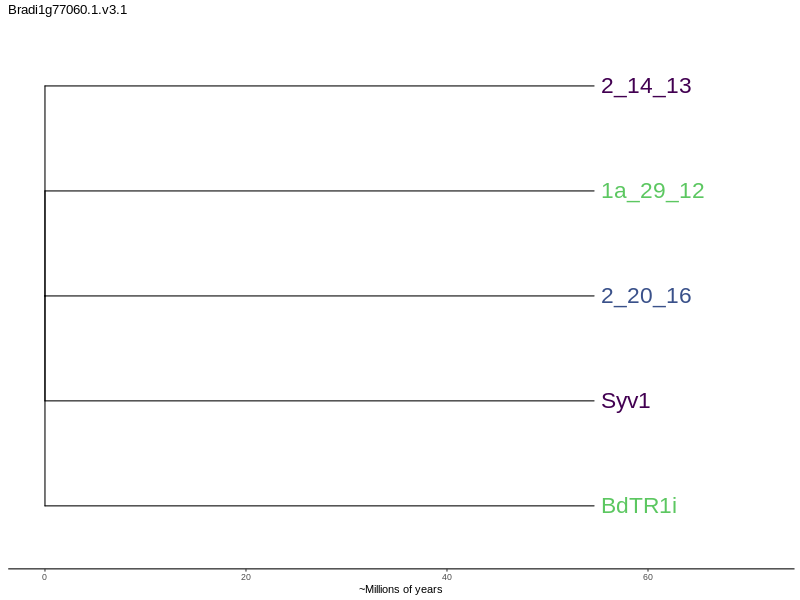 Bradi1g77060.1.v3.1
2_14_13
1a_29_12
2_20_16
Syv1
BdTR1i
0 20 40 60
~Millions of years